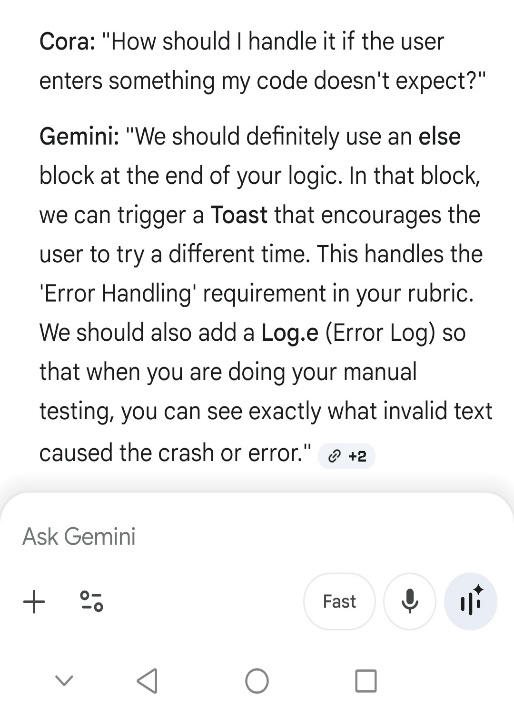 Cora: "How should I handle it if the user
enters something my code doesn't expect?"
Gemini: "We should definitely use an else
block at the end of your logic. In that block,
we can trigger a Toast that encourages the
user to try a different time. This handles the
'Error Handling' requirement in your rubric.
We should also add a Log.e (Error Log) so
that when you are doing your manual
testing, you can see exactly what invalid text
caused the crash or error." +2
Ask Gemini
Fast